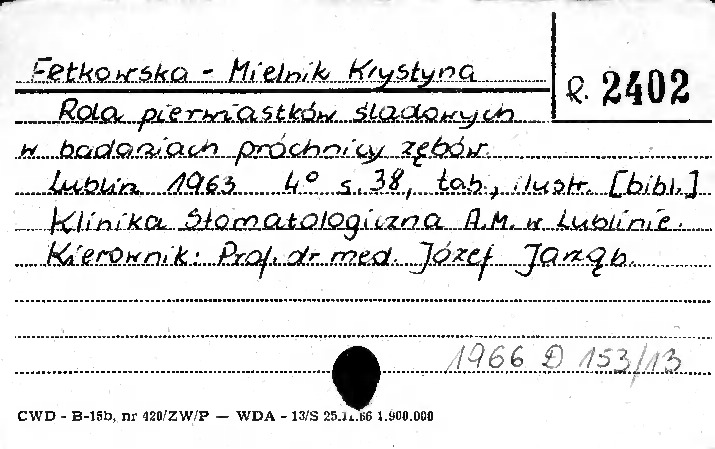 Fetkowska - Mielnik Krystyna
R. 2402
Rola pierwiastków śladowych
w badaniach próchnicy zębów.
Lublin 1963 4° s. 38, tab., ilustr. [bibl.]
Klinika Stomatologiczna A.M. w Lublinie.
Kierownik: Prof. dr med. Józef Jarząb.
1966 D 153/13
CWD - B-15b, nr 420/ZW/P — WDA - 13/S 25.11.66 1.900.000